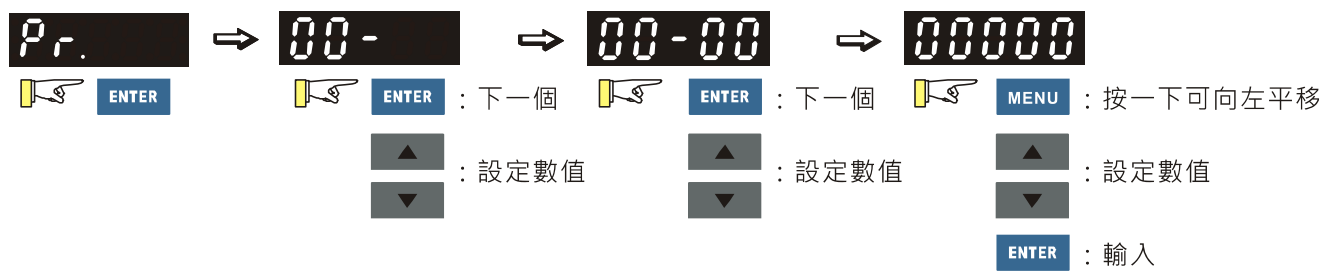 Pr. ⇨ 00- ⇨ 00-00 ⇨ 00000
ENTER ENTER : 下一個 ENTER : 下一個 MENU : 按一下可向左平移
▲ ▲ ▲
: 設定數值 : 設定數值 : 設定數值
▼ ▼ ▼
ENTER : 輸入